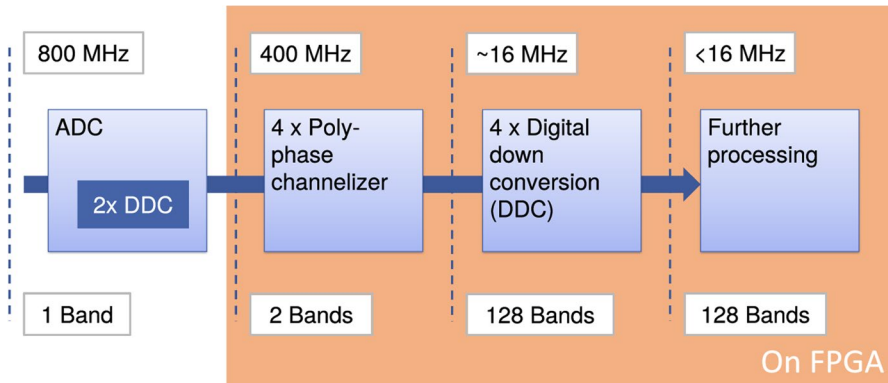 800 MHz
400 MHz
~16 MHz
<16 MHz
ADC
2x DDC
4 x Poly-
phase
channelizer
4 x Digital
down
conversion
(DDC)
Further
processing
1 Band
2 Bands
128 Bands
128 Bands
On FPGA